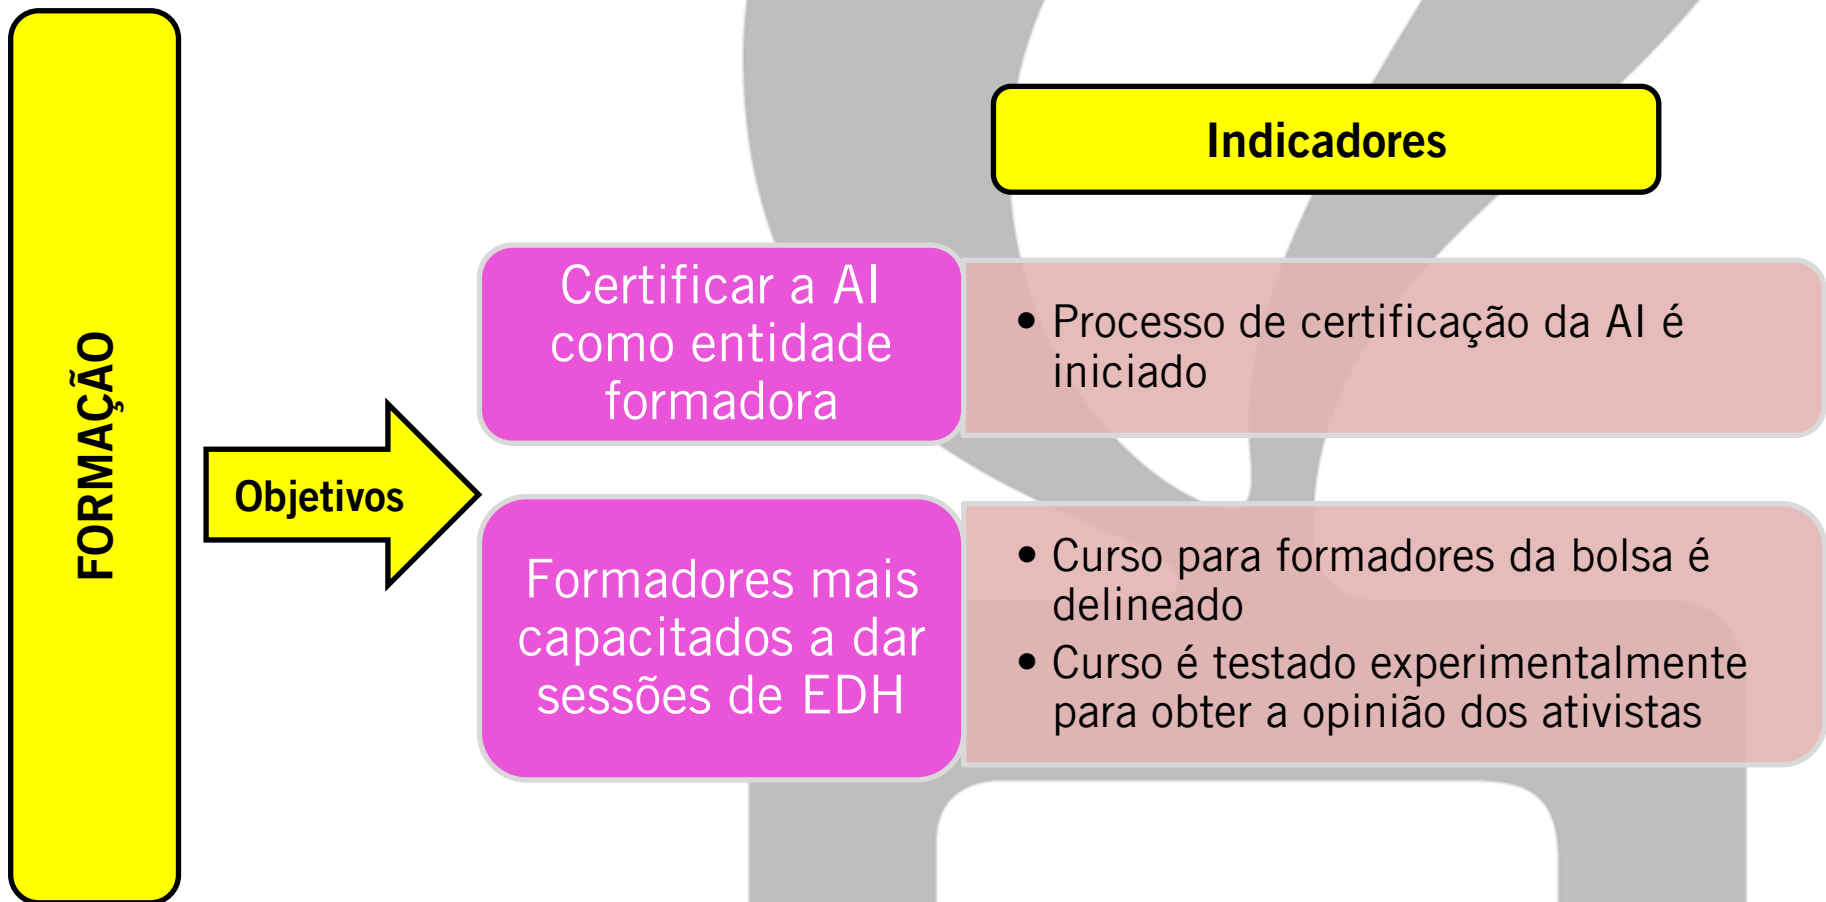 FORMAÇÃO
Objetivos
Indicadores
Certificar a AI
como entidade
formadora
• Processo de certificação da AI é
iniciado
Formadores mais
capacitados a dar
sessões de EDH
• Curso para formadores da bolsa é
delineado
• Curso é testado experimentalmente
para obter a opinião dos ativistas